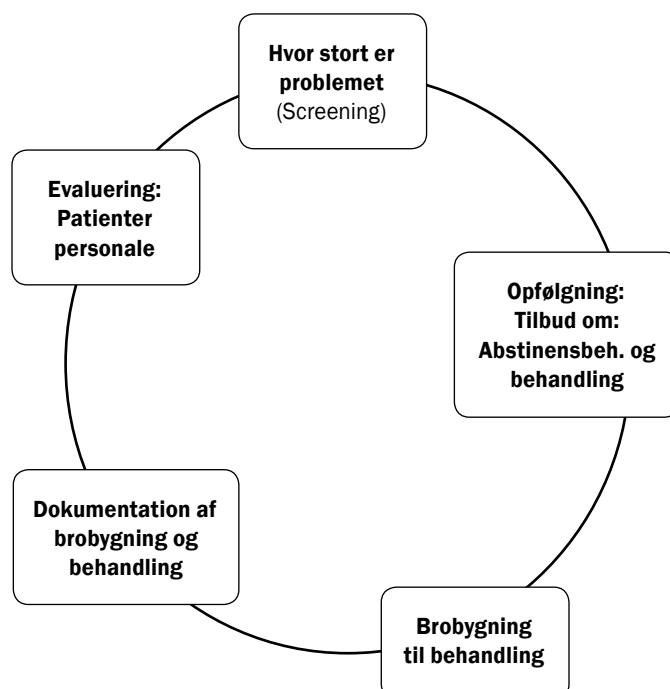 Hvor stort er
problemet
(Screening)
Opfølgning:
Tilbud om:
Abstinensbeh. og
behandling
Brobygning
til behandling
Dokumentation af
brobygning og
behandling
Evaluering:
Patienter
personale